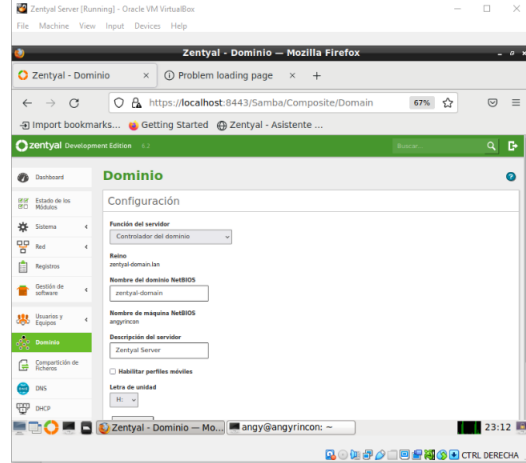 Zentyal Server [Running] - Oracle VM VirtualBox
File Machine View Input Devices Help
Zentyal - Dominio — Mozilla Firefox
Zentyal - Dominio
Problem loading page
https://localhost:8443/Samba/Composite/Domain
67%
Import bookmarks...
Getting Started
Zentyal - Asistente ...
zentyal Development Edition
Buscar...
Dashboard
Dominio
Estado de los
Módulos
Configuración
Sistema
Función del servidor
Controlador del dominio
Red
Reino
zentyal-domain.lan
Registros
Nombre del dominio NetBIOS
zentyal-domain
Gestión de
software
Nombre de máquina NetBIOS
angyrincon
Usuarios y
Equipos
Descripción del servidor
Zentyal Server
Dominio
Compartición de
Ficheros
Habilitar perfiles móviles
Letra de unidad
H:
DNS
DHCP
Zentyal - Dominio — Mo...
angy@angyrincon: ~
23:12
CTRL DERECHA